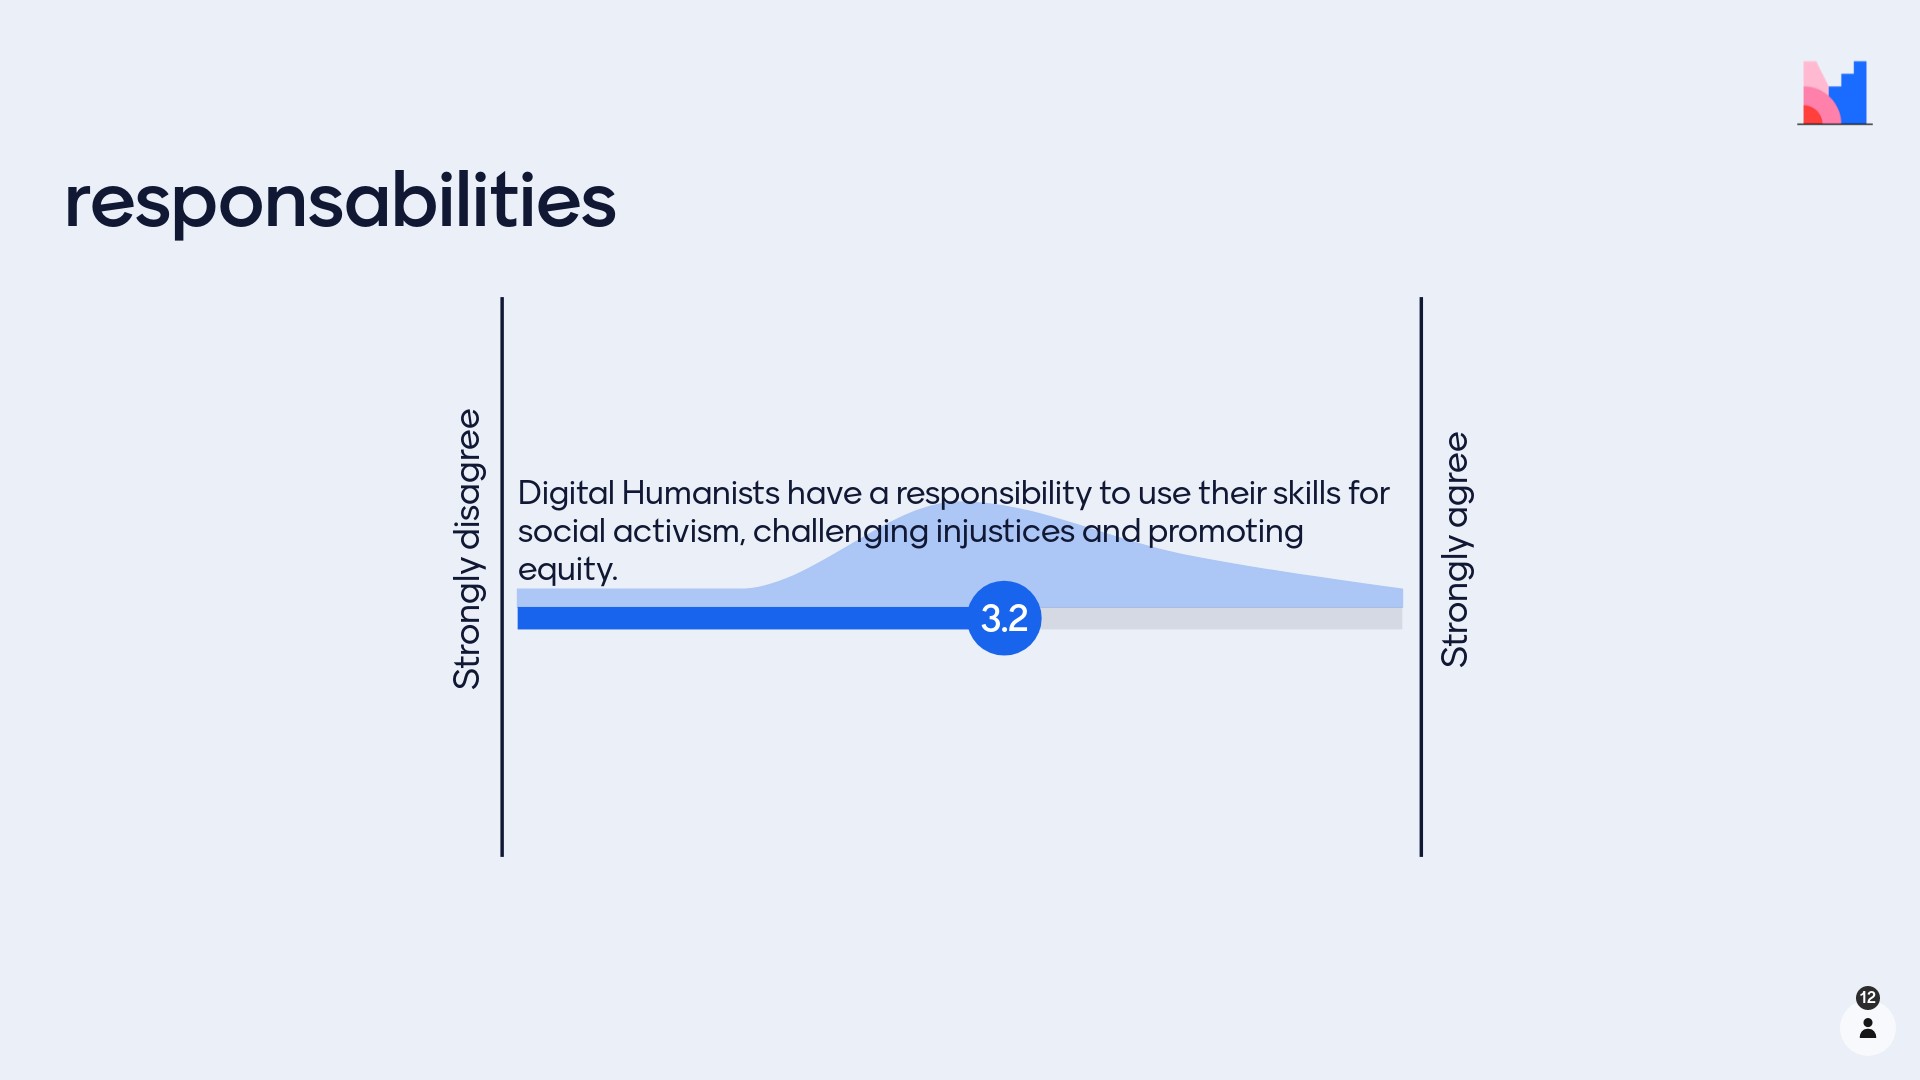 responsabilities
Strongly disagree
Digital Humanists have a responsibility to use their skills for
social activism, challenging injustices and promoting
equity.
3.2
Strongly agree
12